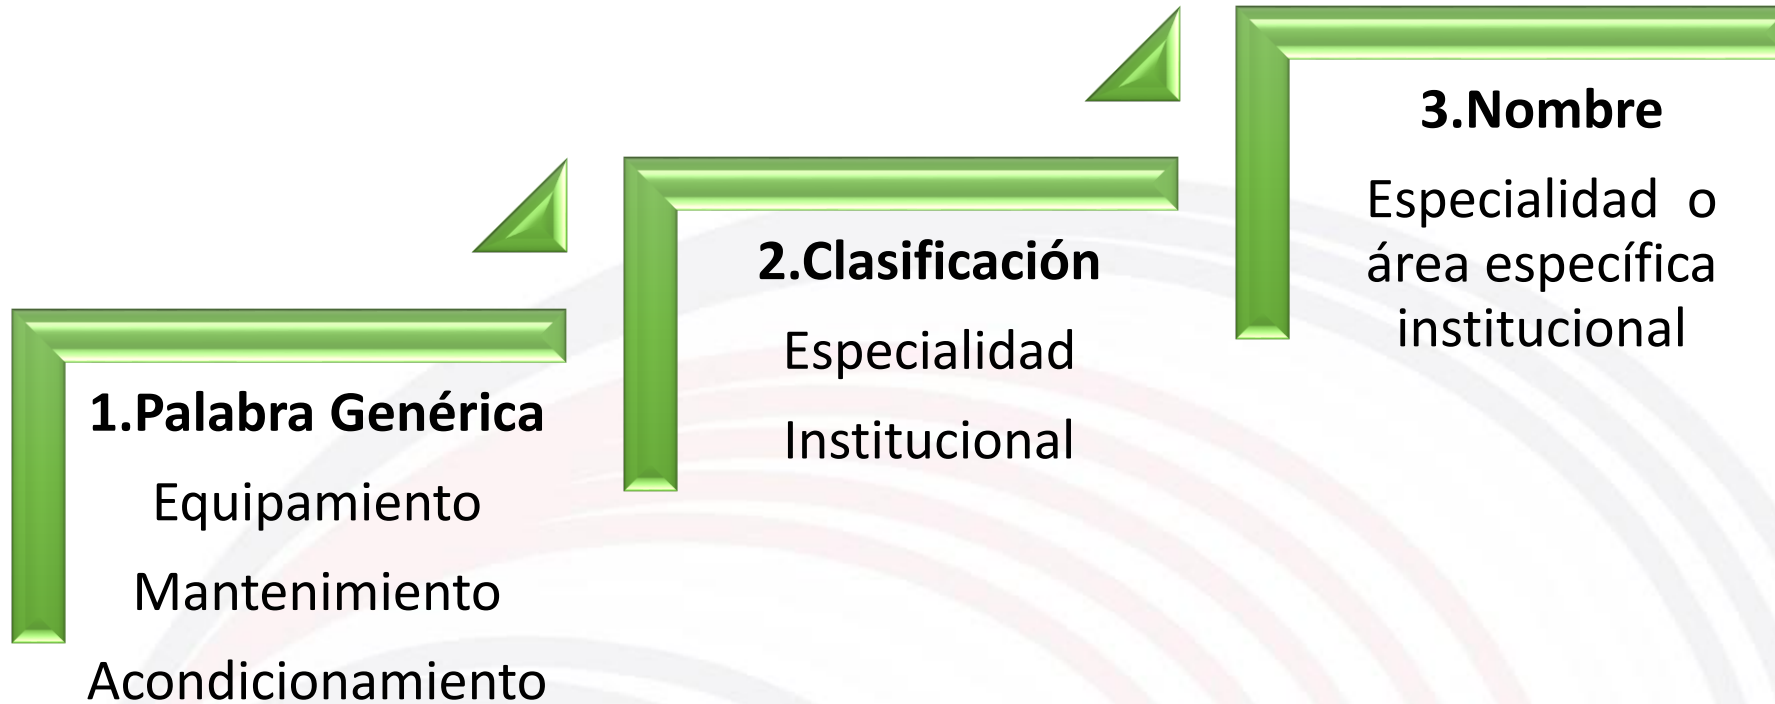 1.Palabra Genérica
Equipamiento
Mantenimiento
Acondicionamiento
2.Clasificación
Especialidad
Institucional
3.Nombre
Especialidad o
área específica
institucional